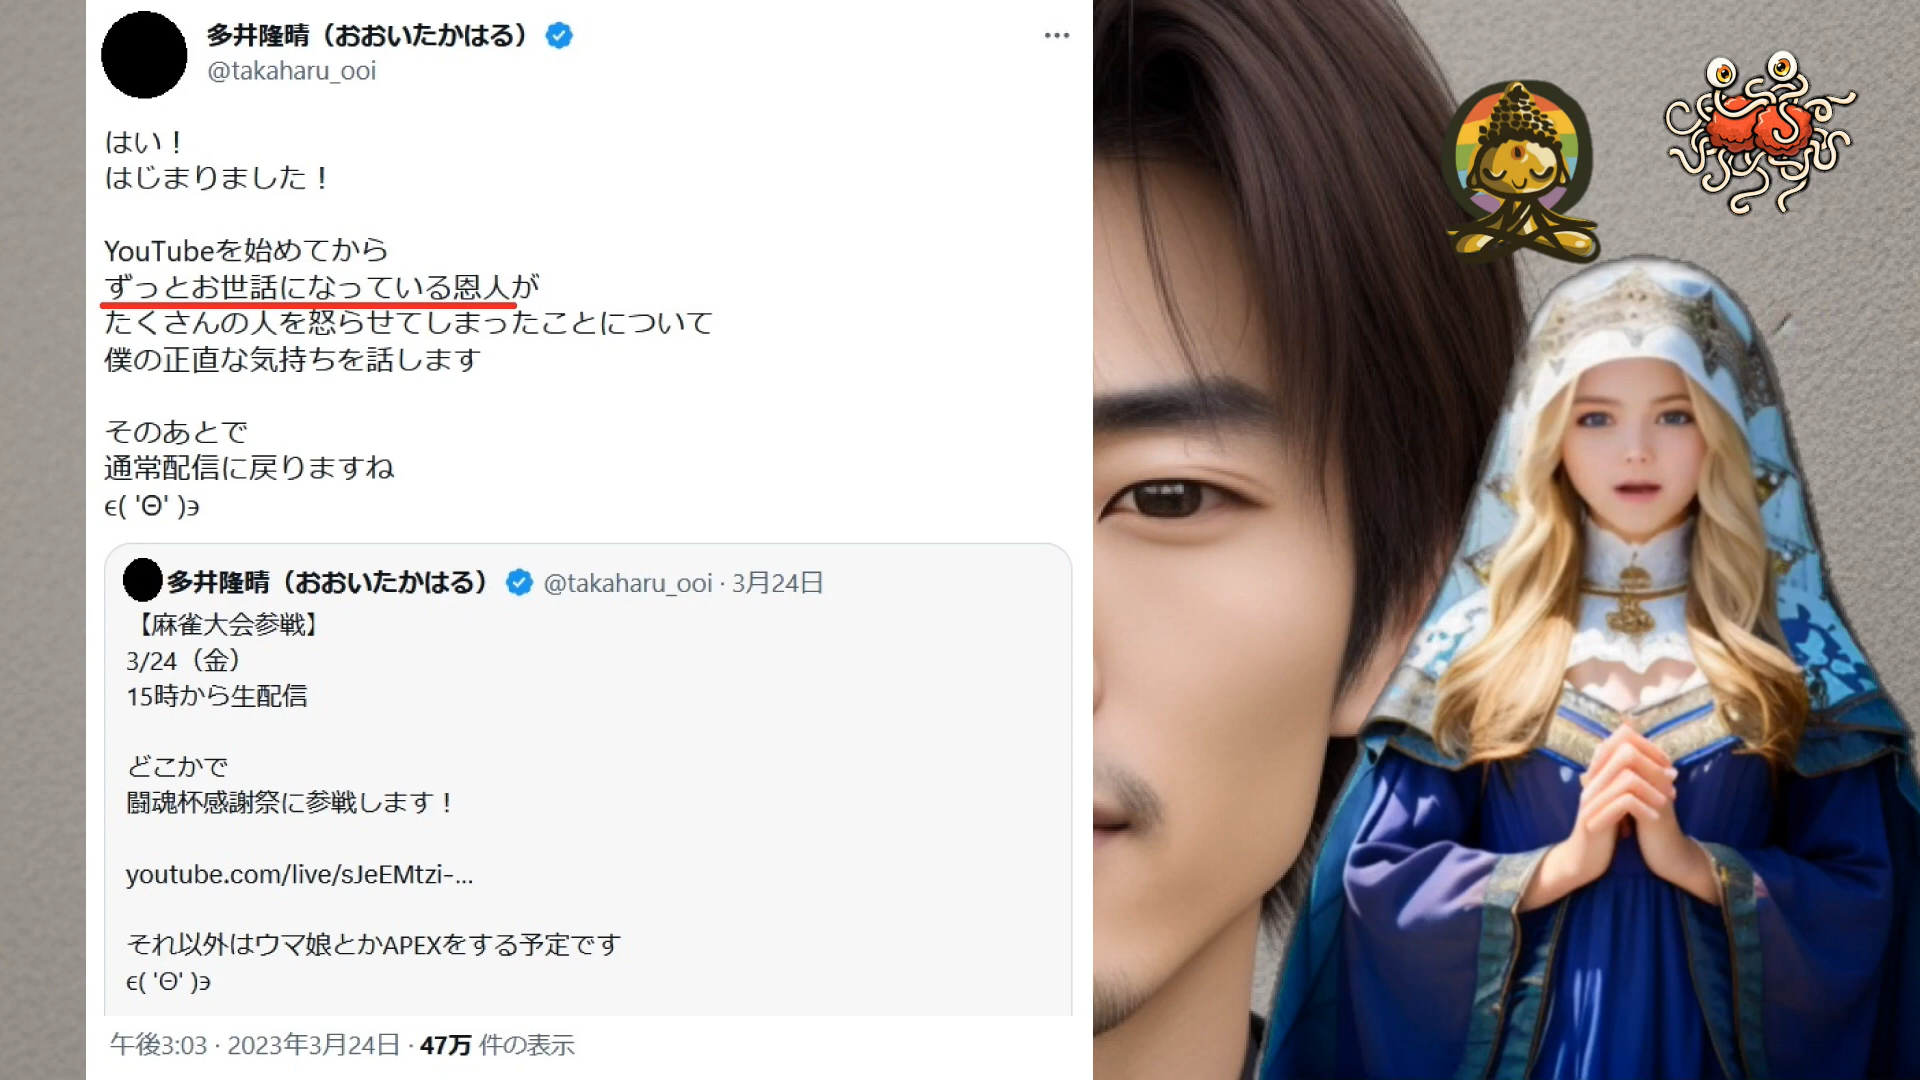 多井隆晴（おおいたかはる）
@takaharu_ooi
はい！
はじまりました！
YouTubeを始めてから
ずっとお世話になっている恩人が
たくさんの人を怒らせてしまったことについて
僕の正直な気持ちを話します
そのあとで
通常配信に戻りますね
ϵ( 'Θ' )϶
多井隆晴（おおいたかはる） @takaharu_ooi · 3月24日
【麻雀大会参戦】
3/24（金）
15時から生配信
どこかで
闘魂杯感謝祭に参戦します！
youtube.com/live/sJeEMtzi-...
それ以外はウマ娘とかAPEXをする予定です
ϵ( 'Θ' )϶
午後3:03 · 2023年3月24日 · 47万 件の表示